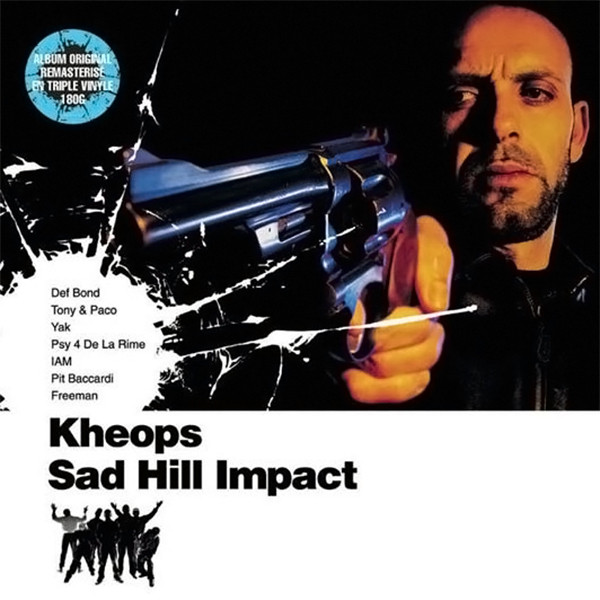 ALBUM ORIGINAL
REMASTERISÉ
EN TRIPLE VINYLE
180G
Def Bond
Tony & Paco
Yak
Psy 4 De La Rime
IAM
Pit Baccardi
Freeman
Kheops
Sad Hill Impact